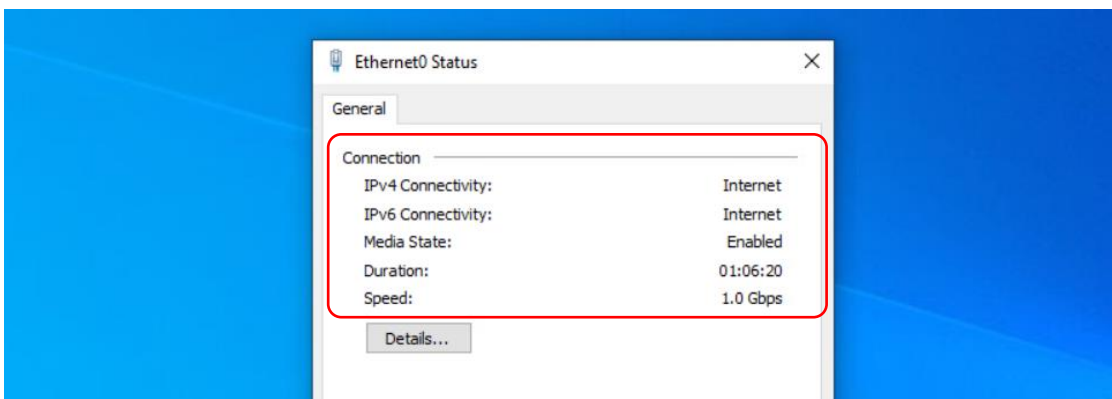 Ethernet0 Status
General
Connection
IPv4 Connectivity: Internet
IPv6 Connectivity: Internet
Media State: Enabled
Duration: 01:06:20
Speed: 1.0 Gbps
Details...